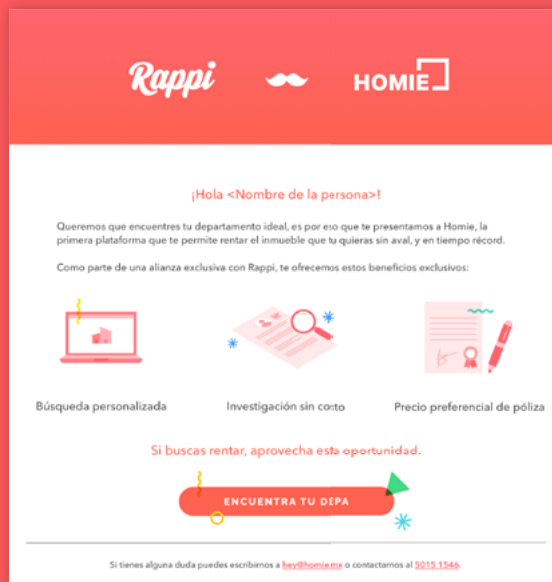 Rappi HOMIE
¡Hola <Nombre de la persona>!
Queremos que encuentres tu departamento ideal, es por eso que te presentamos a Homie, la
primera plataforma que te permite rentar el inmueble que tu quieras sin aval, y en tiempo récord.
Como parte de una alianza exclusiva con Rappi, te ofrecemos estos beneficios exclusivos:
Búsqueda personalizada Investigación sin costo Precio preferencial de póliza
Si buscas rentar, aprovecha esta oportunidad.
ENCUENTRA TU DEPA
Si tienes alguna duda puedes escribirnos a hey@homie.mx o contactarnos al 5015 1546.